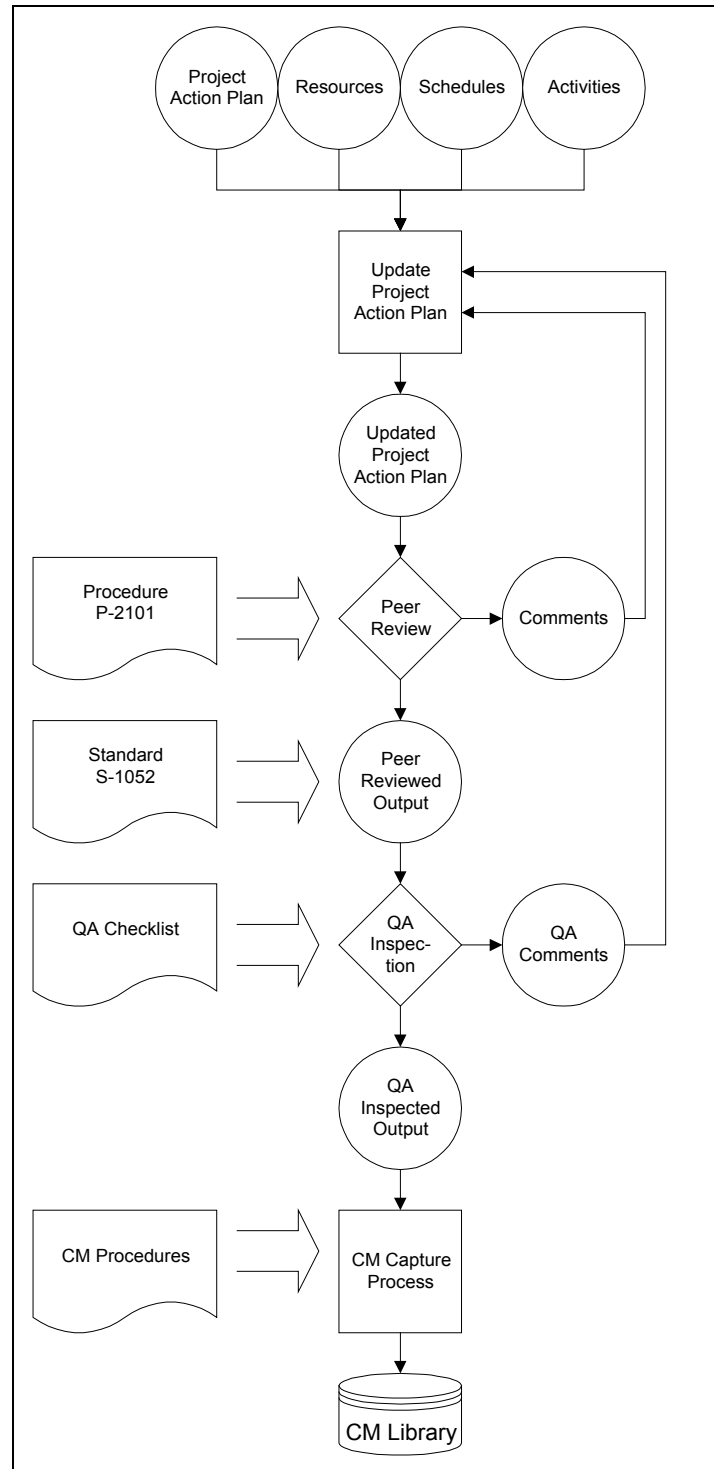 Project
Action Plan
Resources
Schedules
Activities
Update
Project
Action Plan
Updated
Project
Action Plan
Procedure
P-2101
Peer
Review
Comments
Standard
S-1052
Peer
Reviewed
Output
QA Checklist
QA
Inspec-
tion
QA
Comments
QA
Inspected
Output
CM Procedures
CM Capture
Process
CM Library